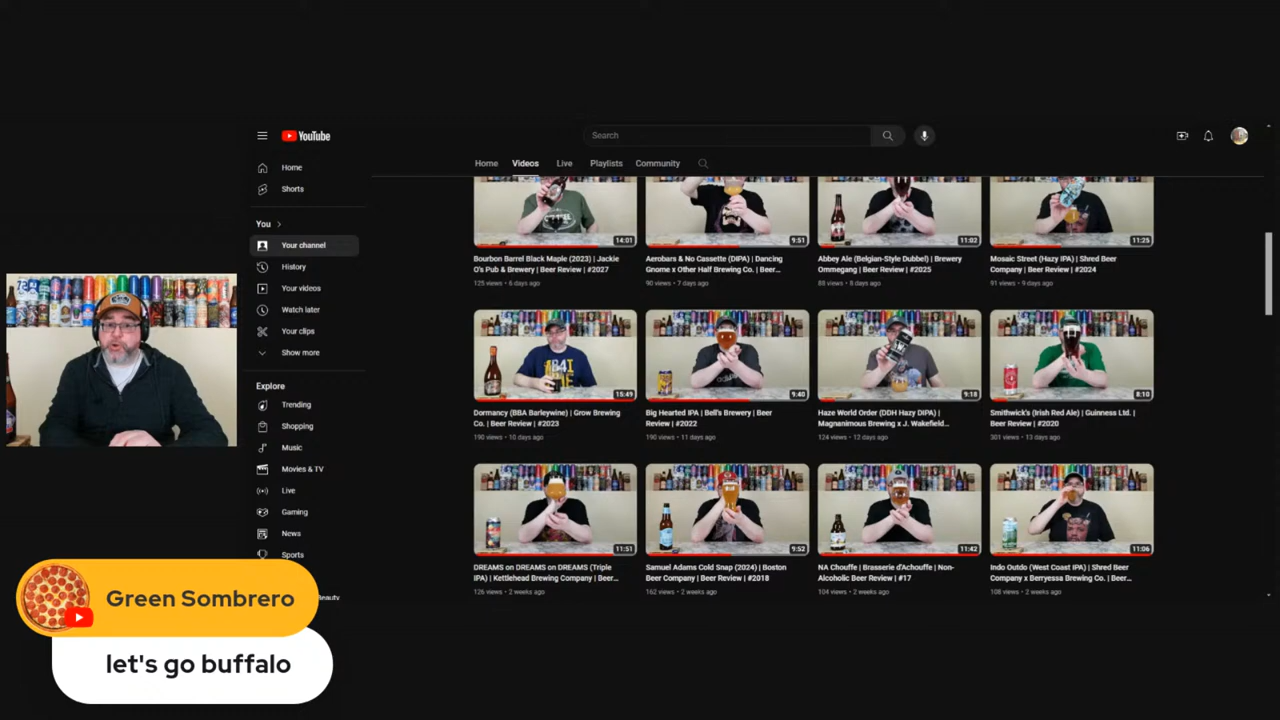 YouTube
Search
Home
Shorts
You
Your channel
History
Your videos
Watch later
Your clips
Show more
Explore
Trending
Shopping
Music
Movies & TV
Live
Gaming
News
Sports
Home
Videos
Live
Playlists
Community
14:01
9:51
11:02
11:25
Bourbon Barrel Black Maple (2023) | Jackie
O's Pub & Brewery | Beer Review | #2027
125 views • 6 days ago
Aerobars & No Cassette (DIPA) | Dancing
Gnome x Other Half Brewing Co. | Beer...
90 views • 7 days ago
Abbey Ale (Belgian-Style Dubbel) | Brewery
Ommegang | Beer Review | #2025
88 views • 8 days ago
Mosaic Street (Hazy IPA) | Shred Beer
Company | Beer Review | #2024
91 views • 9 days ago
15:49
9:40
9:18
8:10
Dormancy (BBA Barleywine) | Grow Brewing
Co. | Beer Review | #2023
190 views • 10 days ago
Big Hearted IPA | Bell's Brewery | Beer
Review | #2022
190 views • 11 days ago
Haze World Order (DDH Hazy DIPA) |
Magnanimous Brewing x J. Wakefield...
124 views • 12 days ago
Smithwick's (Irish Red Ale) | Guinness Ltd. |
Beer Review | #2020
301 views • 13 days ago
11:51
9:52
11:42
11:06
DREAMS on DREAMS on DREAMS (Triple
IPA) | Kettlehead Brewing Company | Beer...
126 views • 2 weeks ago
Samuel Adams Cold Snap (2024) | Boston
Beer Company | Beer Review | #2018
162 views • 2 weeks ago
NA Chouffe | Brasserie d'Achouffe | Non-
Alcoholic Beer Review | #17
104 views • 2 weeks ago
Indo Outdo (West Coast IPA) | Shred Beer
Company x Berryessa Brewing Co. | Beer...
108 views • 2 weeks ago
Green Sombrero
let's go buffalo